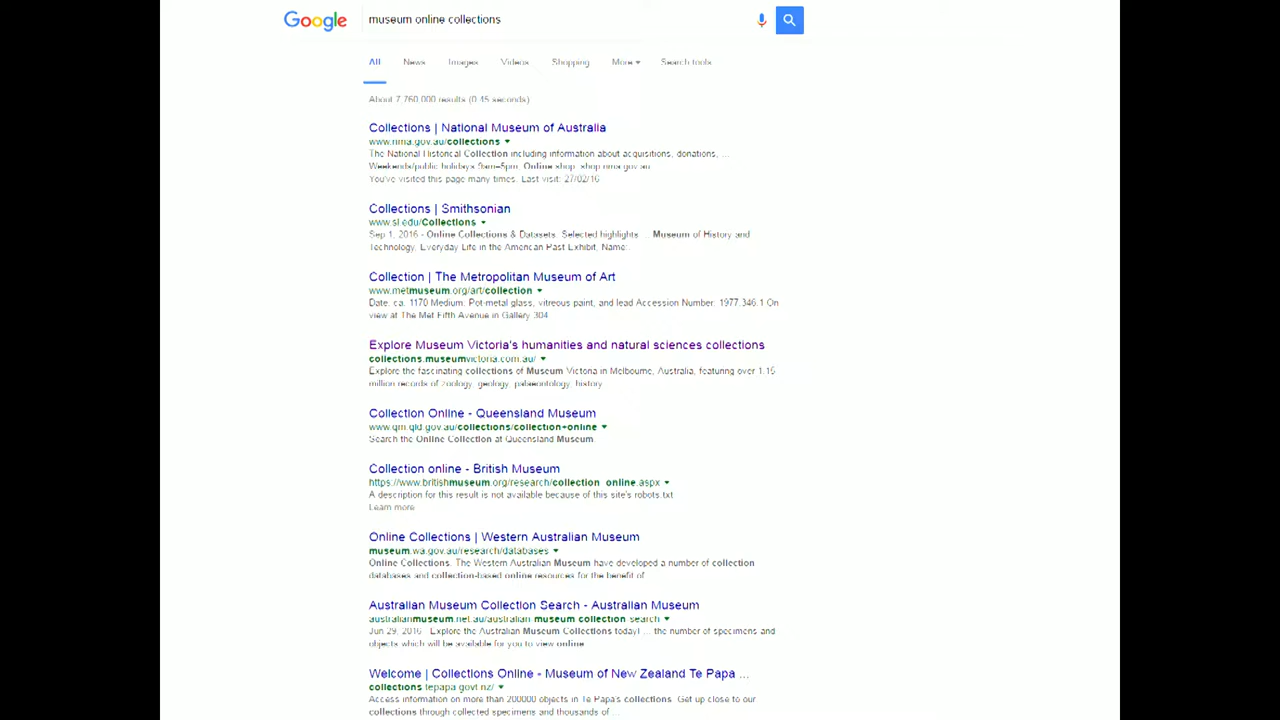 Google museum online collections
All News Images Videos Shopping More Search tools
About 7,760,000 results (0.45 seconds)
Collections | National Museum of Australia
www.nma.gov.au/collections
The National Historical Collection including information about acquisitions, donations, ...
Weekends/public holidays 9am–5pm. Online shop. shop.nma.gov.au
You've visited this page many times. Last visit: 27/02/16
Collections | Smithsonian
www.si.edu/Collections
Sep 1, 2016 - Online Collections & Datasets. Selected highlights ... Museum of History and
Technology, Everyday Life in the American Past Exhibit, Name:.
Collection | The Metropolitan Museum of Art
www.metmuseum.org/art/collection
Date: ca. 1170 Medium: Pot-metal glass, vitreous paint, and lead Accession Number: 1977.346.1 On
view at The Met Fifth Avenue in Gallery 304
Explore Museum Victoria's humanities and natural sciences collections
collections.museumvictoria.com.au/
Explore the fascinating collections of Museum Victoria in Melbourne, Australia, featuring over 1.15
million records of zoology, geology, palaeontology, history
Collection Online - Queensland Museum
www.qm.qld.gov.au/collections/collection+online
Search the Online Collection at Queensland Museum.
Collection online - British Museum
https://www.britishmuseum.org/research/collection_online.aspx
A description for this result is not available because of this site's robots.txt
Learn more
Online Collections | Western Australian Museum
museum.wa.gov.au/research/databases
Online Collections. The Western Australian Museum have developed a number of collection
databases and collection-based online resources for the benefit of
Australian Museum Collection Search - Australian Museum
australianmuseum.net.au/australian-museum-collection-search
Jun 29, 2016 - Explore the Australian Museum Collections today! ... the number of specimens and
objects which will be available for you to view online.
Welcome | Collections Online - Museum of New Zealand Te Papa ...
collections.tepapa.govt.nz/
Access information on more than 200000 objects in Te Papa's collections. Get up close to our
collections through collected specimens and thousands of ...